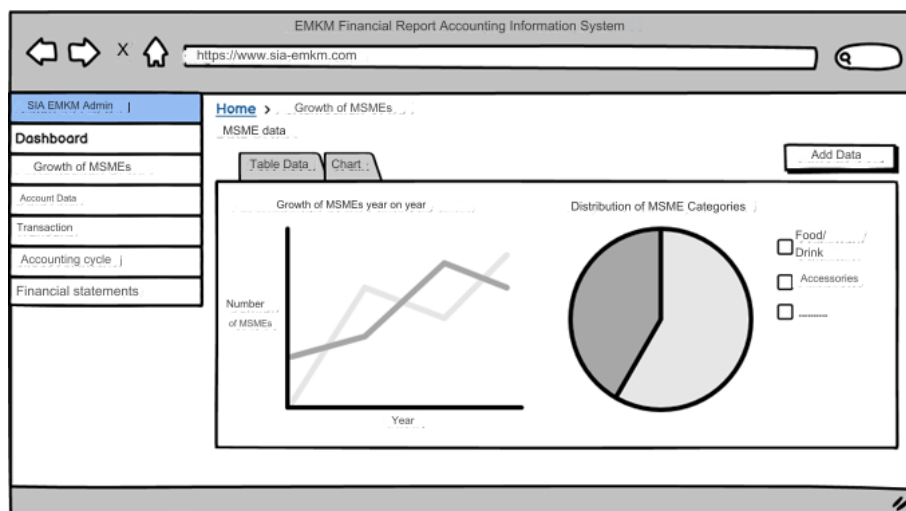 EMKM Financial Report Accounting Information System
X
https://www.sia-emkm.com
SIA EMKM Admin
Dashboard
Growth of MSMEs
Account Data
Transaction
Accounting cycle
Financial statements
Home > Growth of MSMEs
MSME data
Table Data
Chart
Add Data
Growth of MSMEs year on year
Number
of MSMEs
Year
Distribution of MSME Categories
Food/
Drink
Accessories
..........